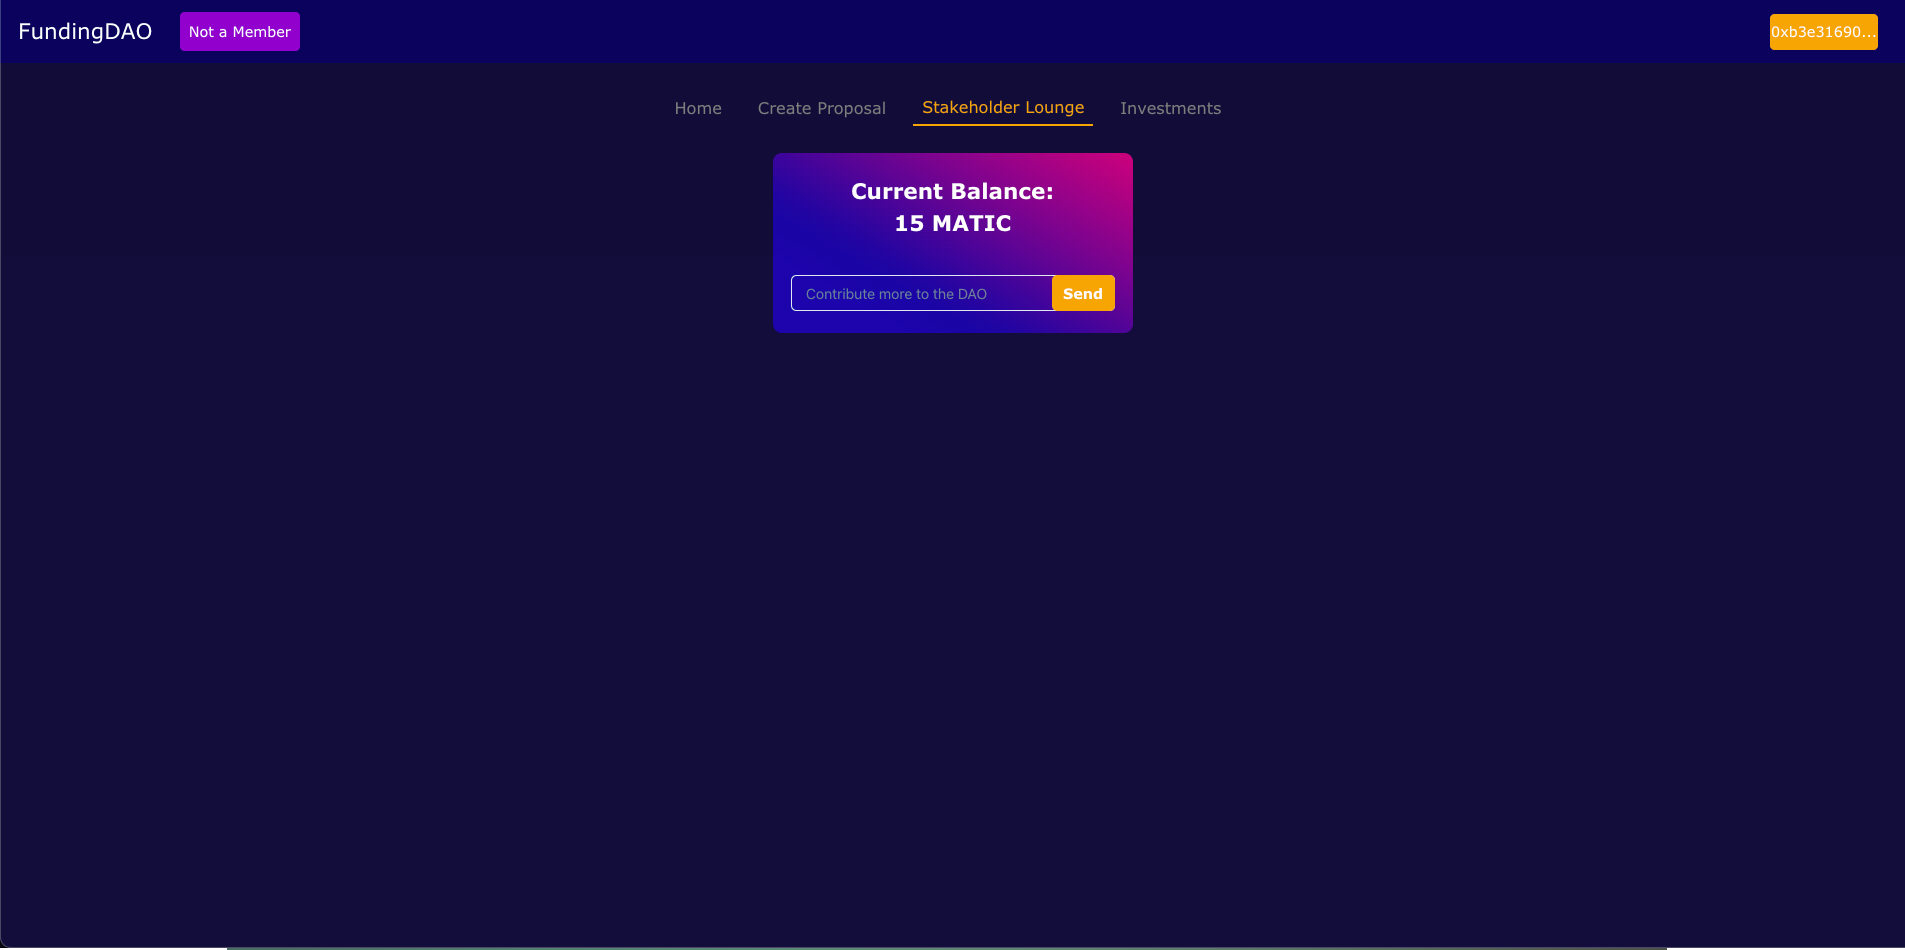 FundingDAO
Not a Member
0xb3e31690...
Home
Create Proposal
Stakeholder Lounge
Investments
Current Balance:
15 MATIC
Contribute more to the DAO
Send